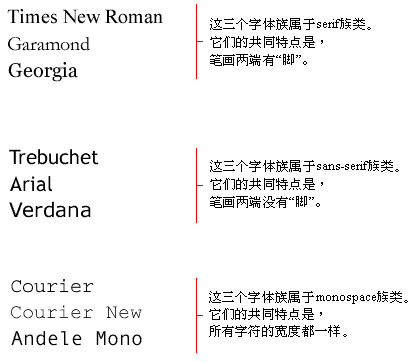 Times New Roman
Garamond
Georgia
这三个字体族属于serif族类。
它们的共同特点是，
笔画两端有“脚”。
Trebuchet
Arial
Verdana
这三个字体族属于sans-serif族类。
它们的共同特点是，
笔画两端没有“脚”。
Courier
Courier New
Andele Mono
这三个字体族属于monospace族类。
它们的共同特点是，
所有字符的宽度都一样。